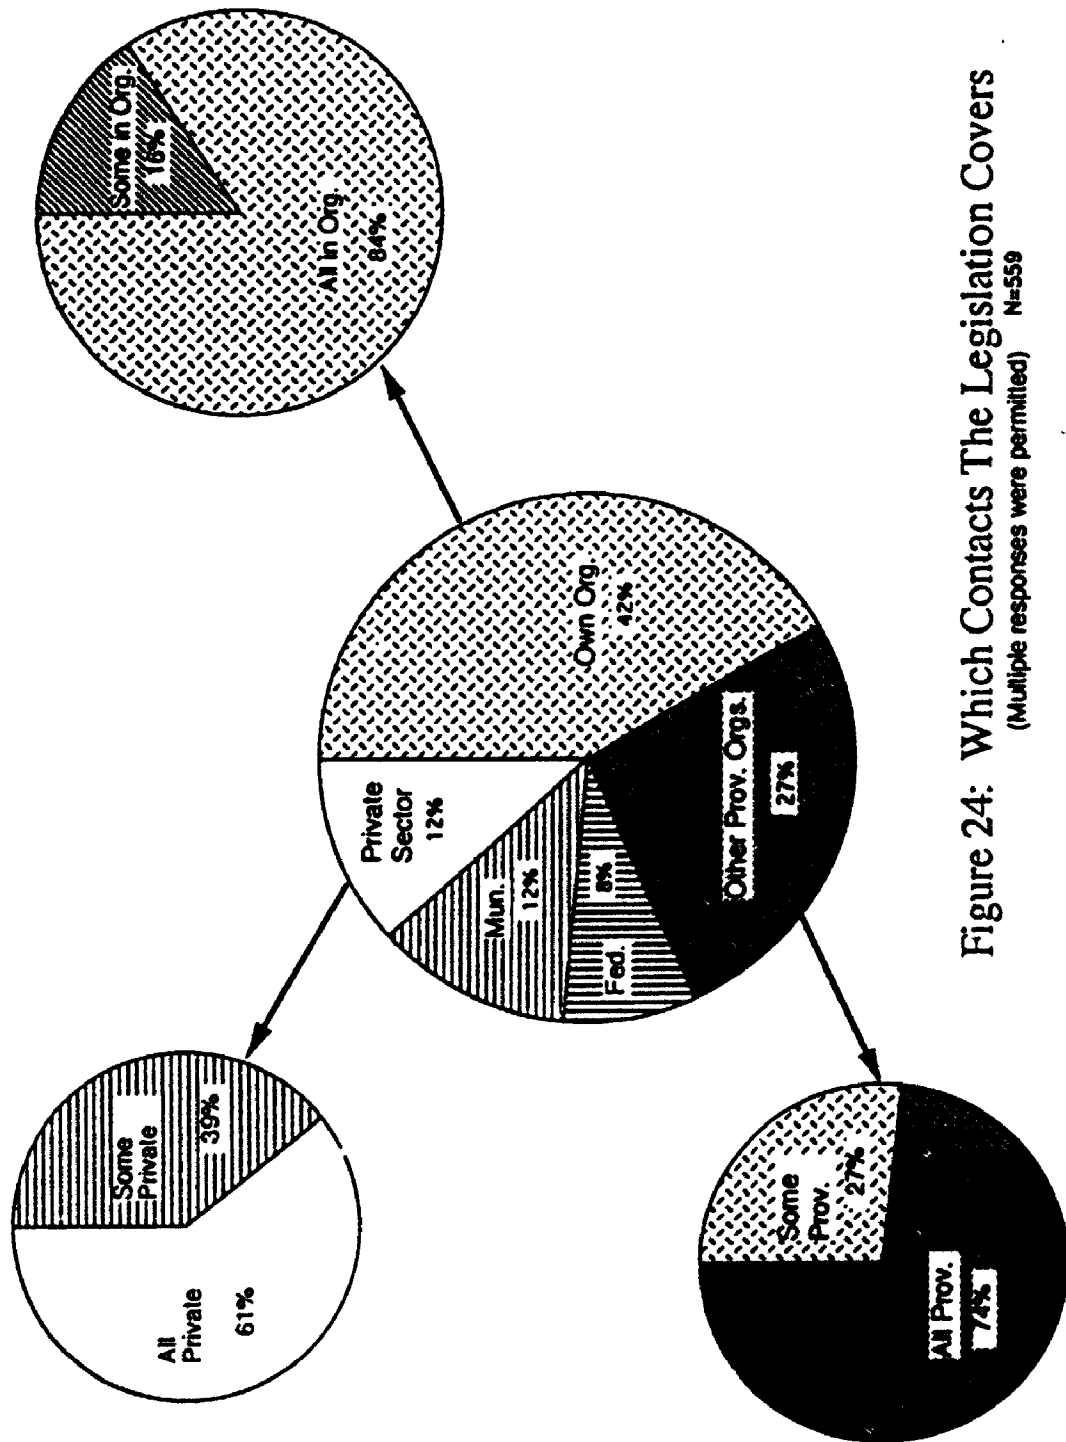 Some in Org.
16%
All in Org.
84%
Own Org.
42%
Private
Sector
12%
Mun.
12%
Fed.
8%
Other Prov. Orgs.
27%
Some
Private
39%
All
Private
61%
Some
Prov.
27%
All Prov.
74%
Figure 24: Which Contacts The Legislation Covers
(Multiple responses were permitted) N=559